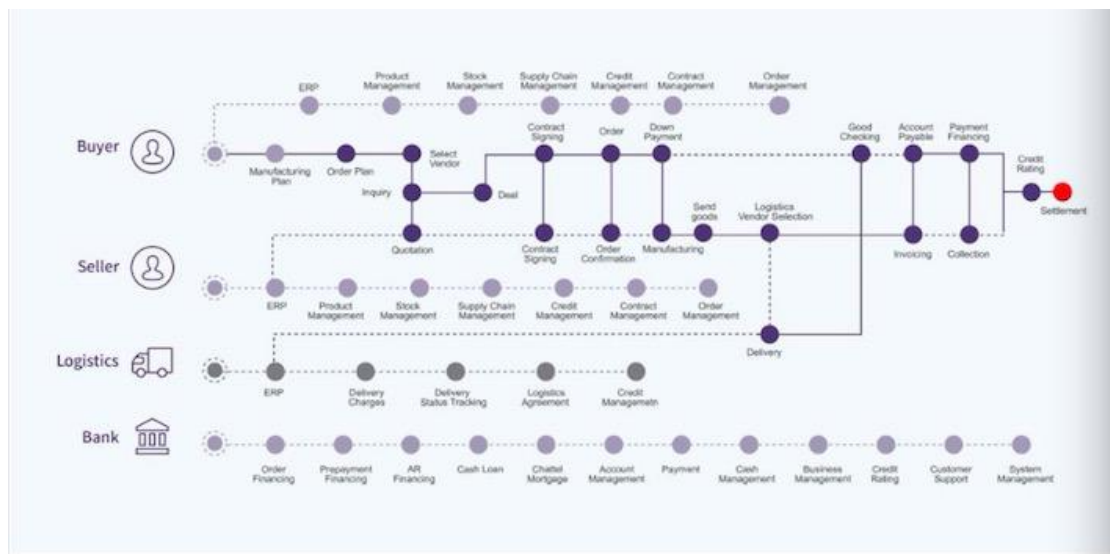 ERP
Product
Management
Stock
Management
Supply Chain
Management
Credit
Management
Contract
Management
Order
Management
Buyer
Manufacturing
Plan
Order Plan
Select
Vendor
Inquiry
Quotation
Deal
Contract
Signing
Order
Down
Payment
Good
Checking
Account
Payable
Payment
Financing
Credit
Rating
Settlement
Contract
Signing
Order
Confirmation
Manufacturing
Send
goods
Logistics
Vendor Selection
Invoicing
Collection
Seller
ERP
Product
Management
Stock
Management
Supply Chain
Management
Credit
Management
Contract
Management
Order
Management
Delivery
Logistics
ERP
Delivery
Charges
Delivery
Status Tracking
Logistics
Agreement
Credit
Managemetn
Bank
Order
Financing
Prepayment
Financing
AR
Financing
Cash Loan
Chattel
Mortgage
Account
Management
Payment
Cash
Management
Business
Management
Credit
Rating
Customer
Support
System
Management